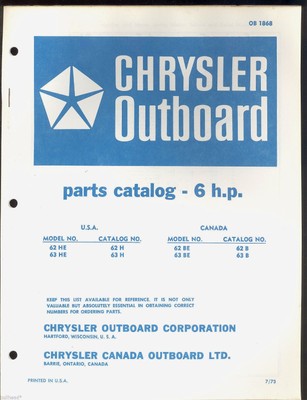 OB 1868
CHRYSLER
Outboard
parts catalog - 6 h.p.
U.S.A. CANADA
MODEL NO. CATALOG NO. MODEL NO. CATALOG NO.
62 HE 62 H 62 BE 62 B
63 HE 63 H 63 BE 63 B
KEEP THIS LIST AVAILABLE FOR REFERENCE. IT IS NOT ONLY
VALUABLE BUT ABSOLUTELY ESSENTIAL IN OBTAINING CORRECT
NUMBERS FOR ORDERING PARTS.
CHRYSLER OUTBOARD CORPORATION
HARTFORD, WISCONSIN, U. S. A.
CHRYSLER CANADA OUTBOARD LTD.
BARRIE, ONTARIO, CANADA
PRINTED IN U.S.A. 7/72